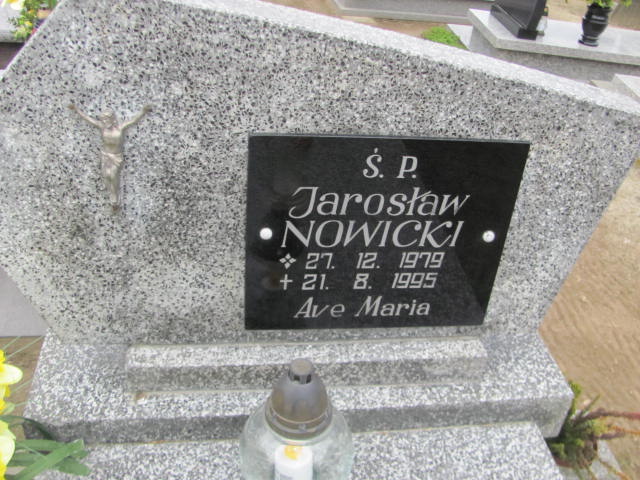 Ś. P.
Jarosław
NOWICKI
❖ 27. 12. 1979
+ 21. 8. 1995
Ave Maria